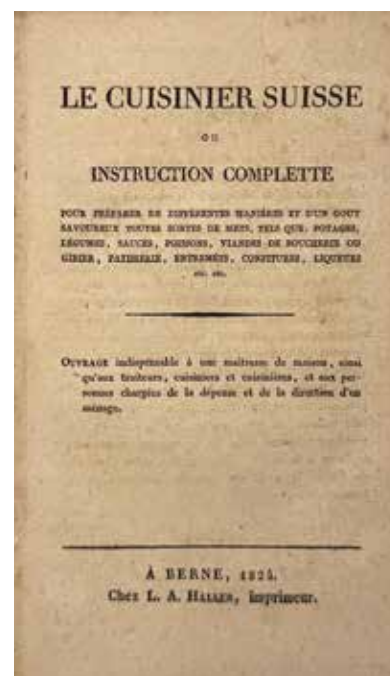 LE CUISINIER SUISSE
OU
INSTRUCTION COMPLETTE
POUR PRÉPARER DE DIFFÉRENTES MANIÈRES ET D'UN GOUT
SAVOUREUX TOUTES SORTES DE METS, TELS QUE, POTAGES,
LÉGUMES, SAUCES, POISSONS, VIANDES DE BOUCHERIE OU
GIBIER, PATISSERIE, ENTREMÊTS, CONFITURES, LIQUEURS
etc. etc.
OUVRAGE indispensable à une maîtresse de maison, ainsi
qu'aux traiteurs, cuisiniers et cuisinières, et aux per-
sonnes chargées de la dépense et de la direction d'un
ménage.
À BERNE,
Chez L. A. HALLER, imprimeur.